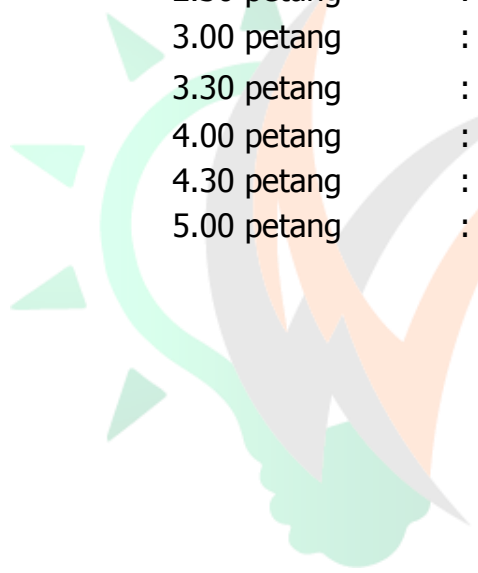 3.00 petang :
3.30 petang :
4.00 petang :
4.30 petang :
5.00 petang :